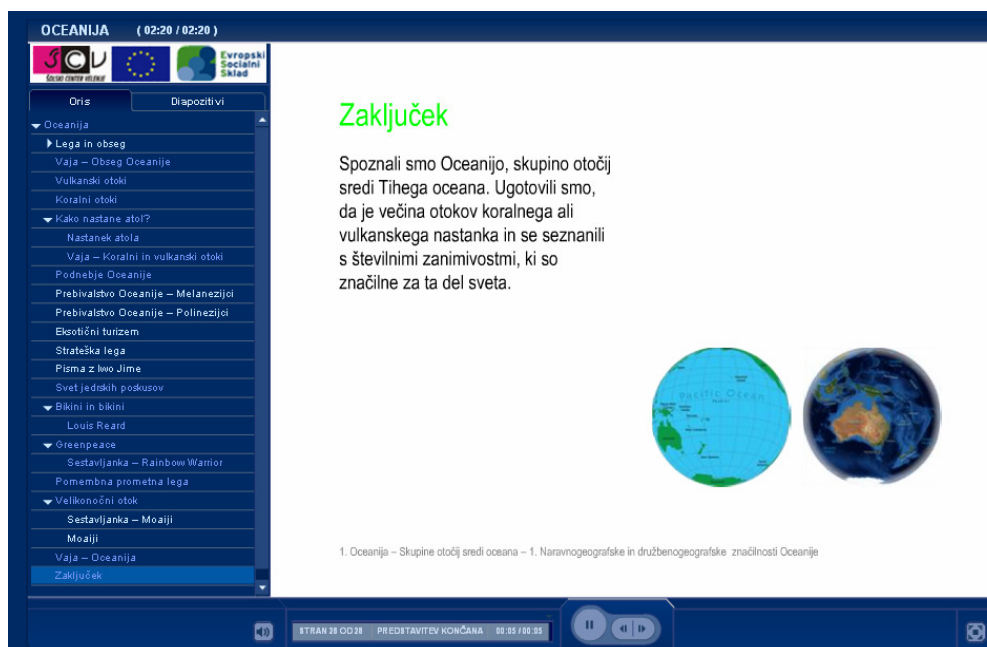 OCEANIJA ( 02:20 / 02:20 )
ŠCV
ŠOLSKI CENTER VELENJE
Evropski
Socialni
Sklad
Oris Diapozitivi
Oceanija
Lega in obseg
Vaja – Obseg Oceanije
Vulkanski otoki
Koralni otoki
Kako nastane atol?
Nastanek atola
Vaja – Koralni in vulkanski otoki
Podnebje Oceanije
Prebivalstvo Oceanije – Melanezijci
Prebivalstvo Oceanije – Polinezijci
Eksotični turizem
Strateška lega
Pisma z Iwo Jime
Svet jedrskih poskusov
Bikini in bikini
Louis Reard
Greenpeace
Sestavljanka – Rainbow Warrior
Pomembna prometna lega
Velikonočni otok
Sestavljanka – Moaiji
Moaiji
Vaja – Oceanija
Zaključek
Zaključek
Spoznali smo Oceanijo, skupino otočij
sredi Tihega oceana. Ugotovili smo,
da je večina otokov koralnega ali
vulkanskega nastanka in se seznanili
s številnimi zanimivostmi, ki so
značilne za ta del sveta.
Pacific Ocean
1. Oceanija – Skupine otočij sredi oceana – 1. Naravnogeografske in družbenogeografske značilnosti Oceanije
STRAN 28 OD 28 PREDSTAVITEV KONČANA 00:05 / 00:05